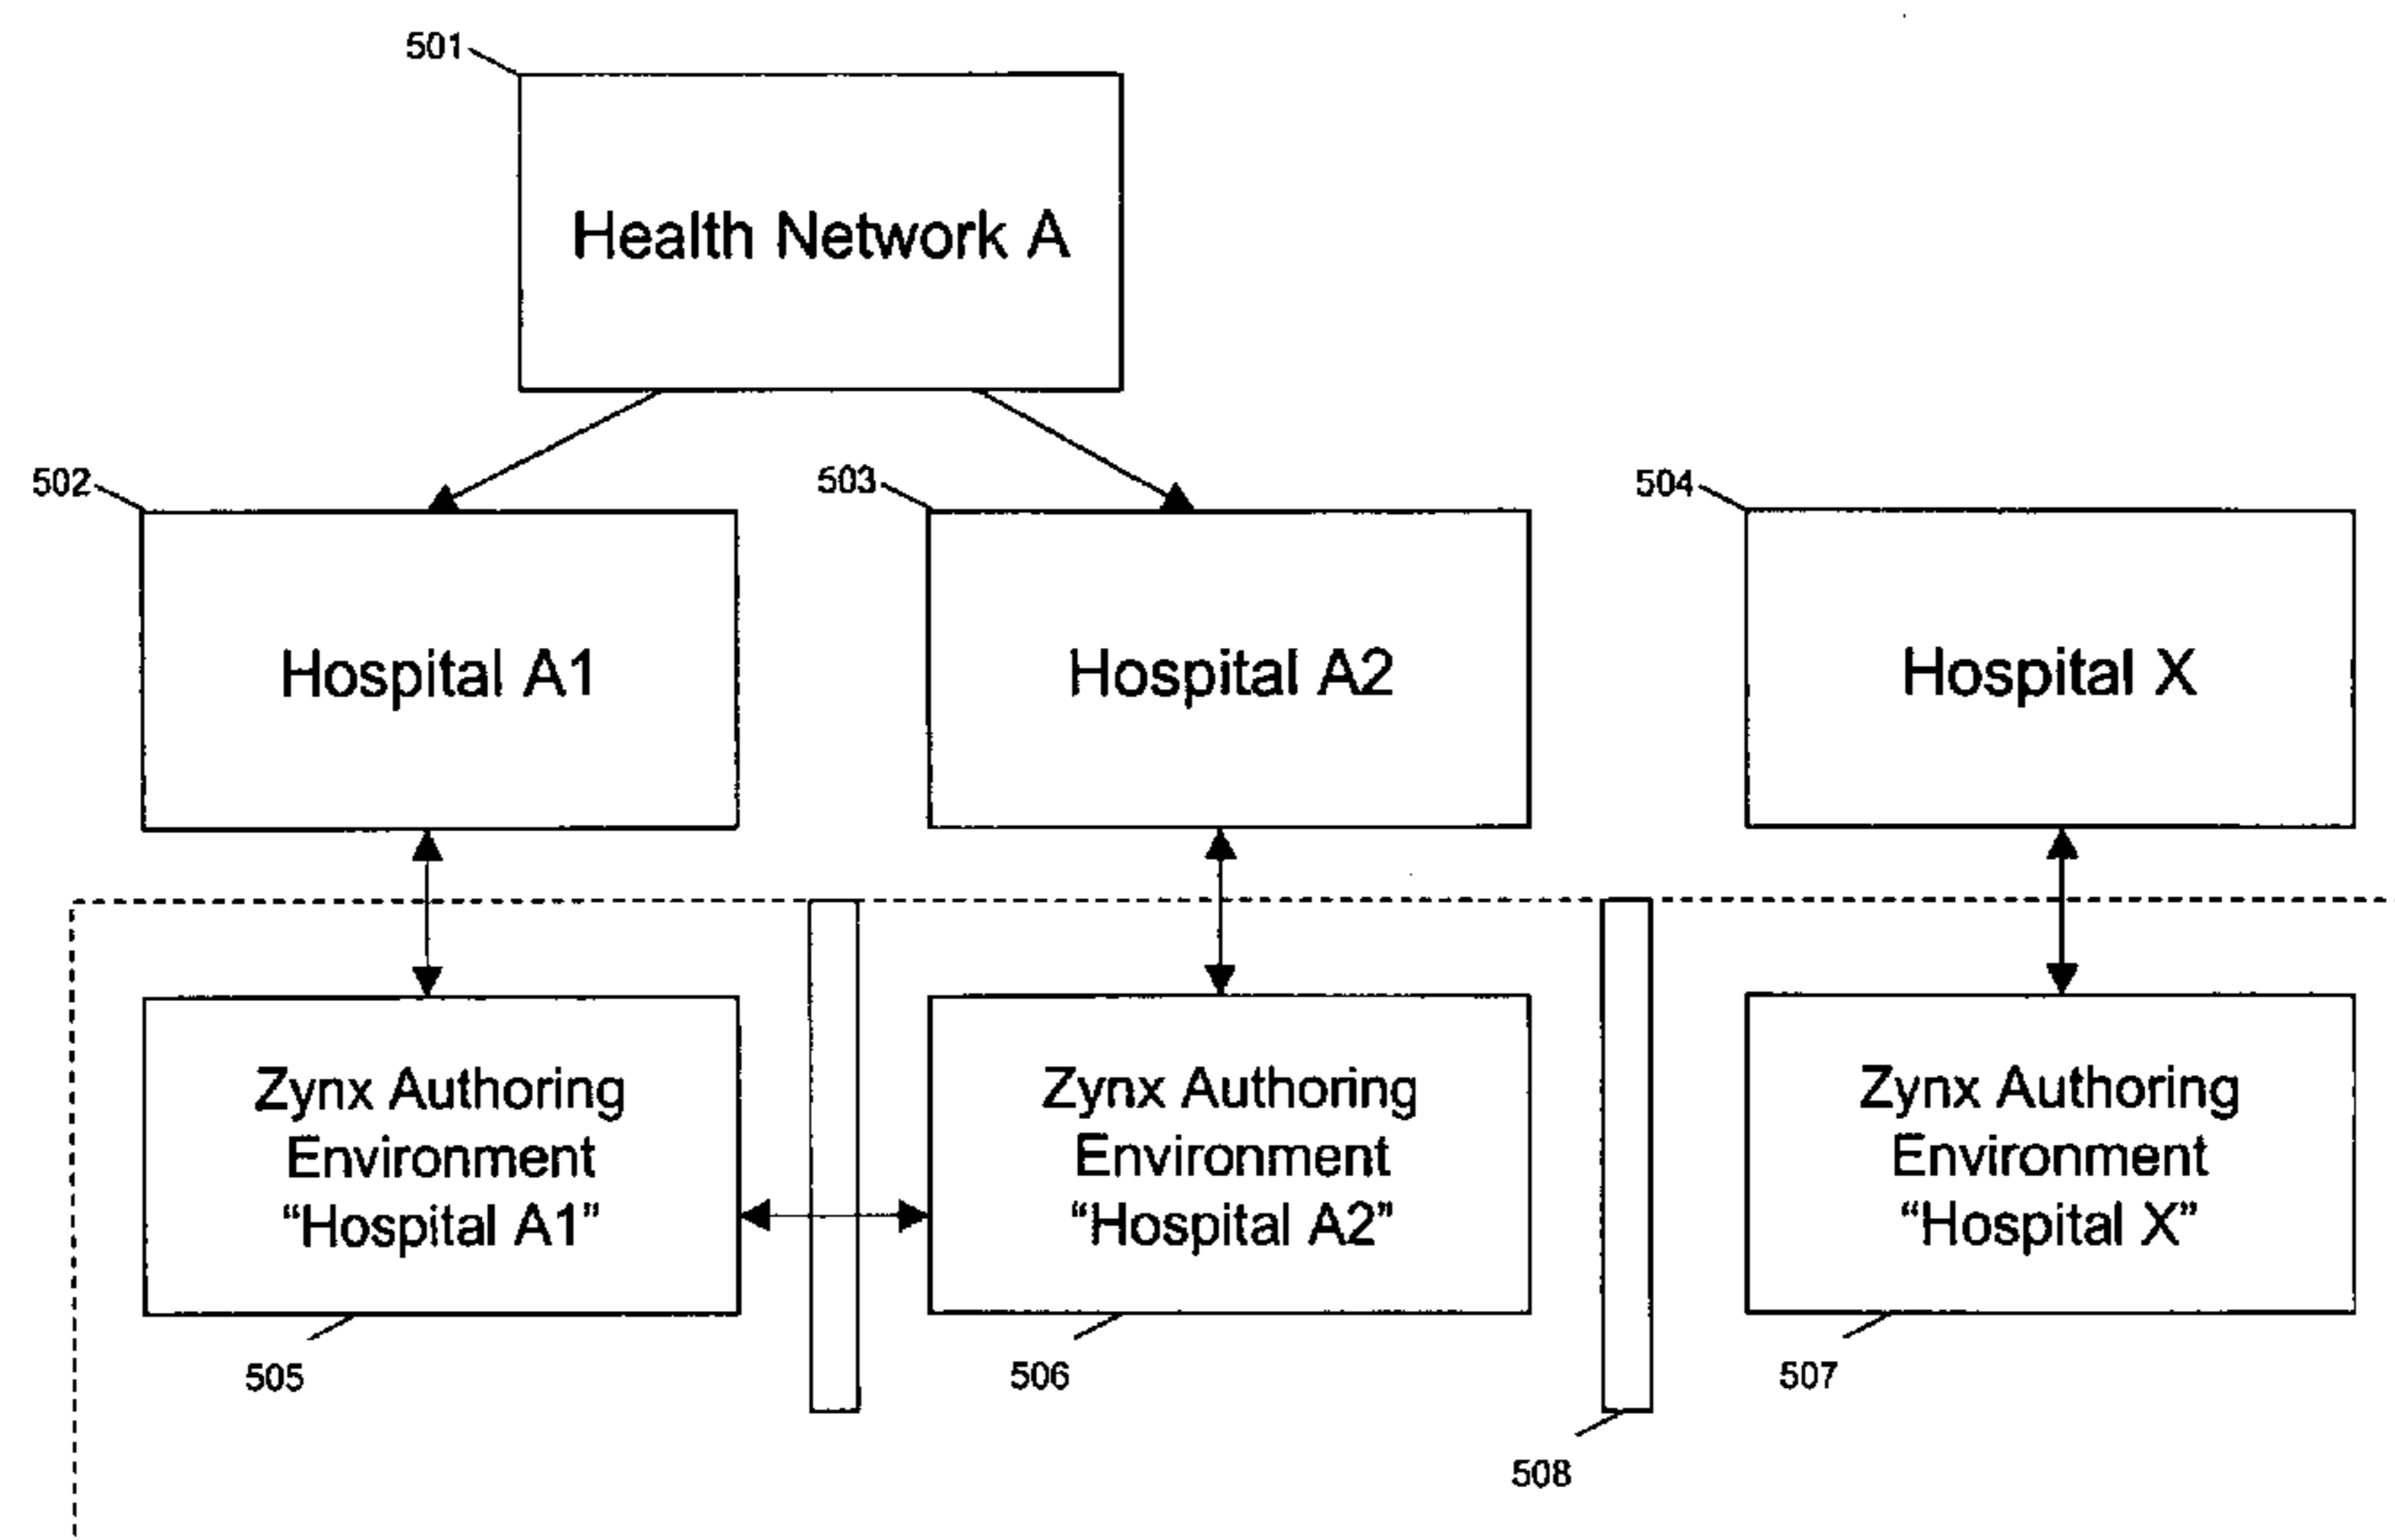 501
Health Network A
502
503
504
Hospital A1
Hospital A2
Hospital X
Zynx Authoring
Environment
“Hospital A1”
Zynx Authoring
Environment
“Hospital A2”
Zynx Authoring
Environment
“Hospital X”
505
506
507
508